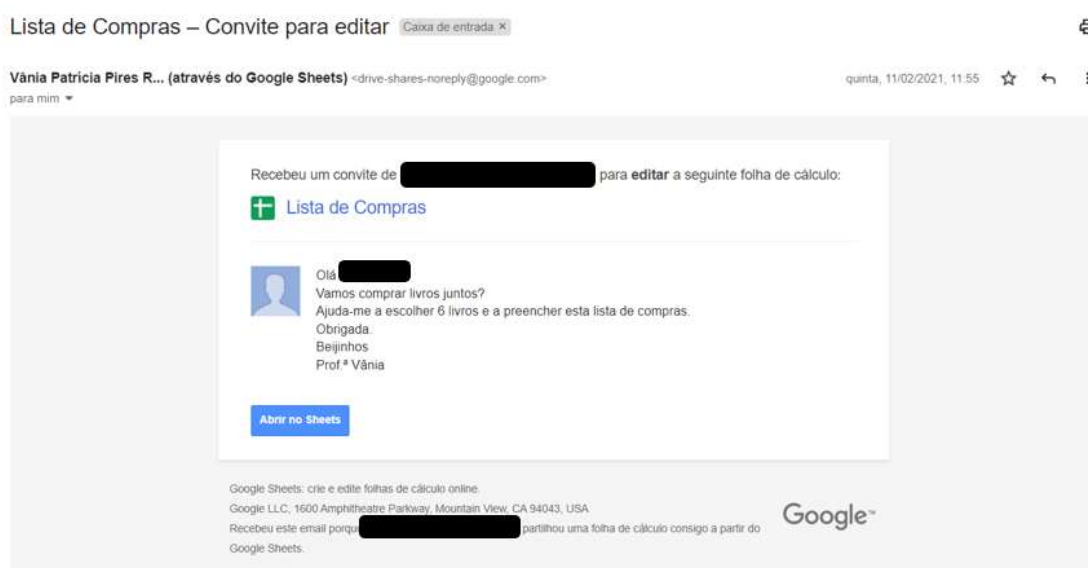 Lista de Compras – Convite para editar Caixa de entrada ×
Vânia Patrícia Pires R... (através do Google Sheets) <drive-shares-noreply@google.com> quinta, 11/02/2021, 11:55
para mim
Recebeu um convite de para editar a seguinte folha de cálculo:
Lista de Compras
Olá
Vamos comprar livros juntos?
Ajuda-me a escolher 6 livros e a preencher esta lista de compras.
Obrigada.
Beijinhos
Prof.ª Vânia
Abrir no Sheets
Google Sheets: crie e edite folhas de cálculo online.
Google LLC, 1600 Amphitheatre Parkway, Mountain View, CA 94043, USA
Recebeu este email porqu partilhou uma folha de cálculo consigo a partir do
Google Sheets.
Google™